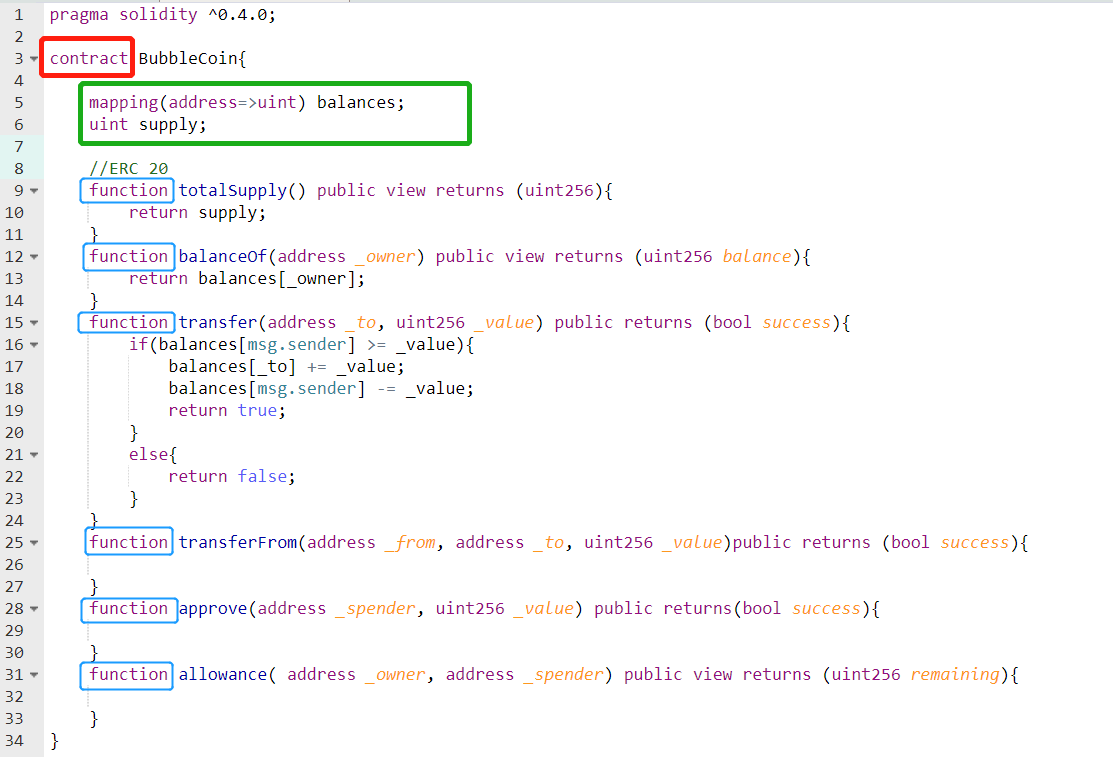 1 pragma solidity ^0.4.0;
2
3 contract BubbleCoin{
4
5 mapping(address=>uint) balances;
6 uint supply;
7
8 //ERC 20
9 function totalSupply() public view returns (uint256){
10 return supply;
11 }
12 function balanceOf(address _owner) public view returns (uint256 balance){
13 return balances[_owner];
14 }
15 function transfer(address _to, uint256 _value) public returns (bool success){
16 if(balances[msg.sender] >= _value){
17 balances[_to] += _value;
18 balances[msg.sender] -= _value;
19 return true;
20 }
21 else{
22 return false;
23 }
24 }
25 function transferFrom(address _from, address _to, uint256 _value)public returns (bool success){
26
27 }
28 function approve(address _spender, uint256 _value) public returns(bool success){
29
30 }
31 function allowance( address _owner, address _spender) public view returns (uint256 remaining){
32
33 }
34 }